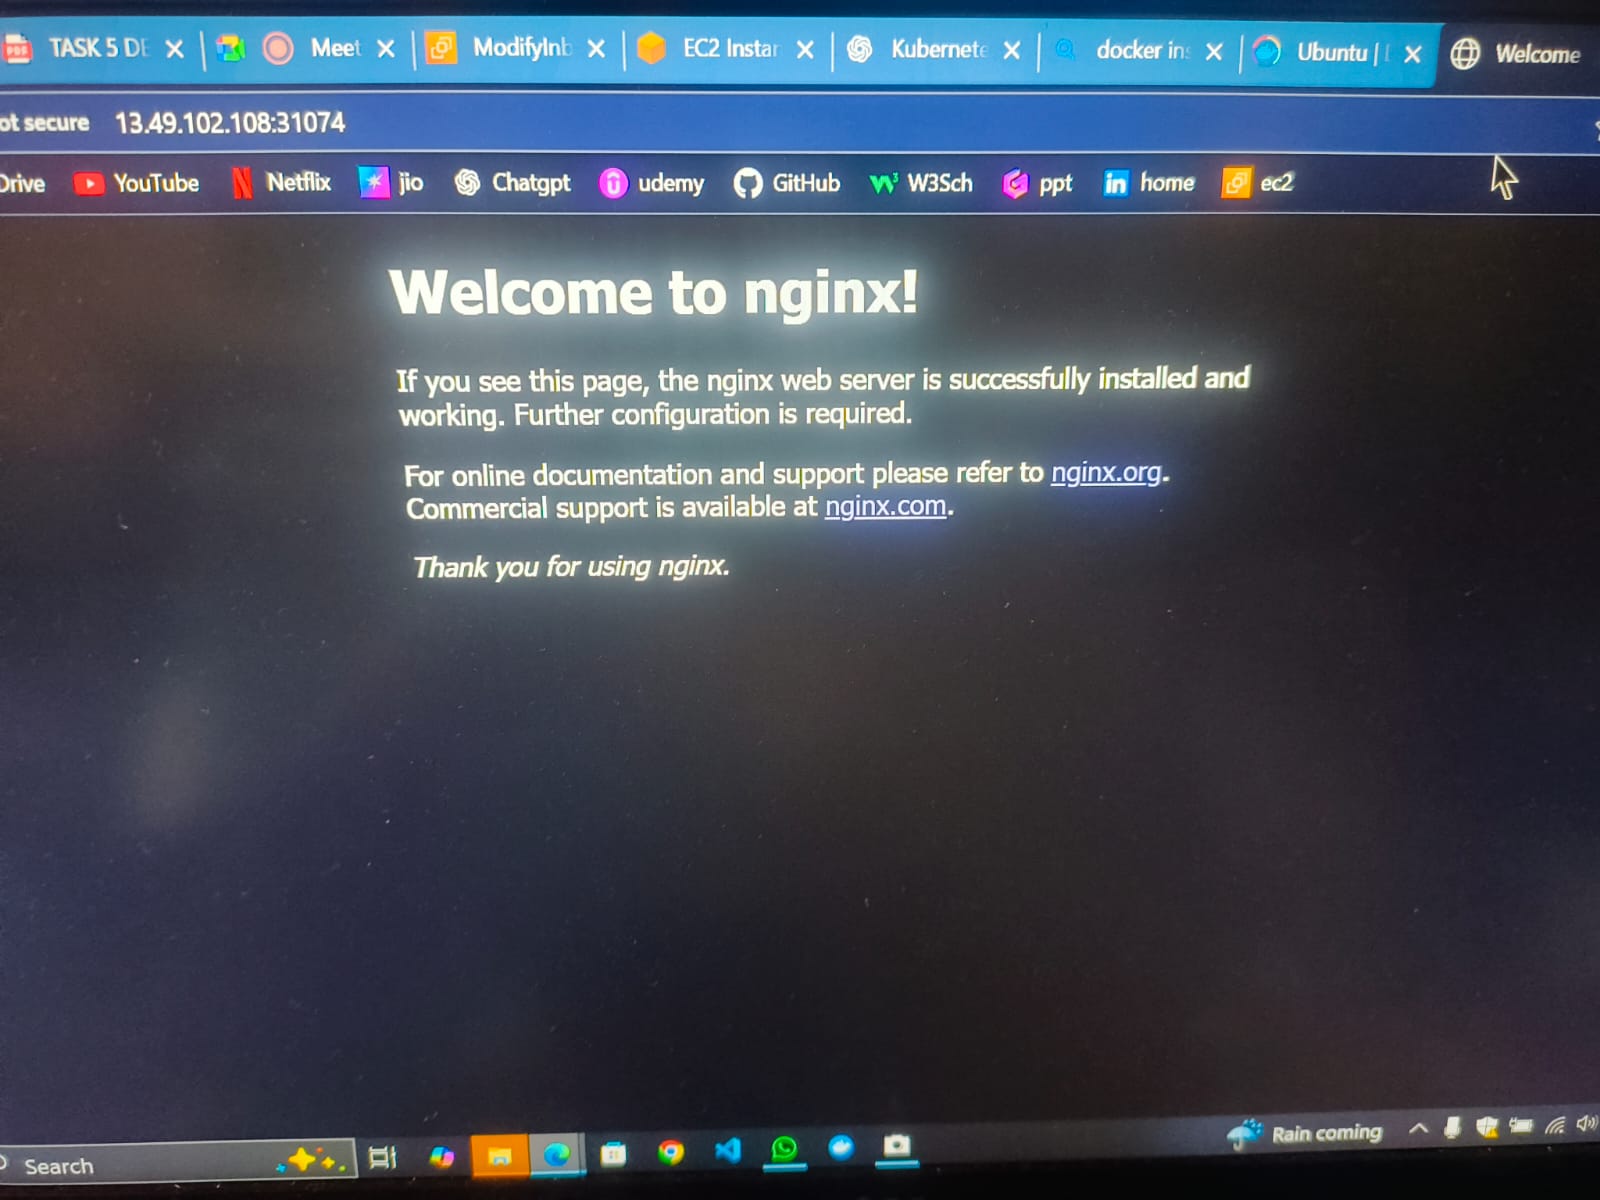 TASK 5 DE
Meet
ModifyInb
EC2 Instar
Kubernete
docker ins
Ubuntu |
Welcome
ot secure
13.49.102.108:31074
Drive
YouTube
Netflix
jio
Chatgpt
udemy
GitHub
W3Sch
ppt
home
ec2
Welcome to nginx!
If you see this page, the nginx web server is successfully installed and
working. Further configuration is required.
For online documentation and support please refer to nginx.org.
Commercial support is available at nginx.com.
Thank you for using nginx.
Search
Rain coming